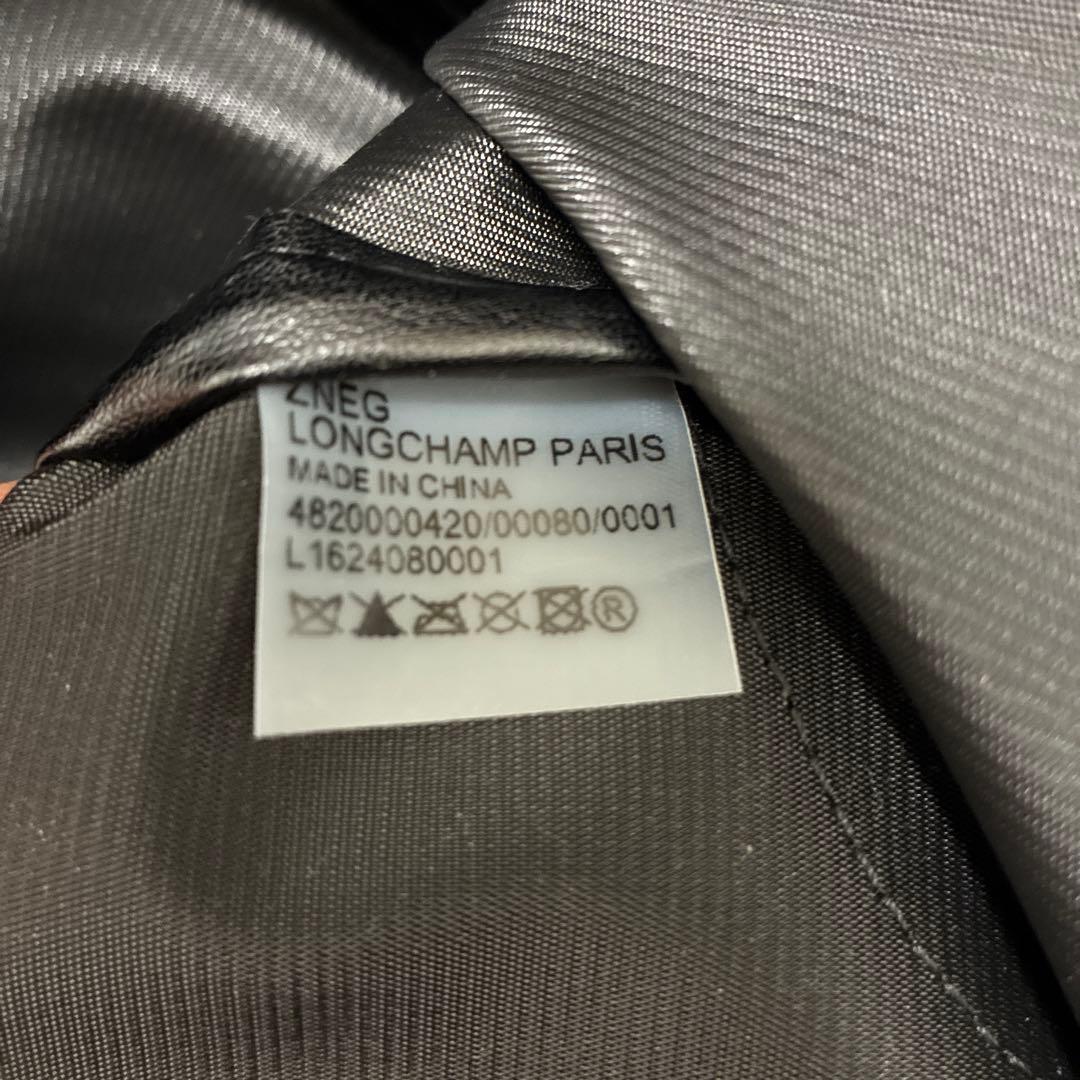 ZNEG
LONGCHAMP PARIS
MADE IN CHINA
4820000420/00080/0001
L1624080001
®